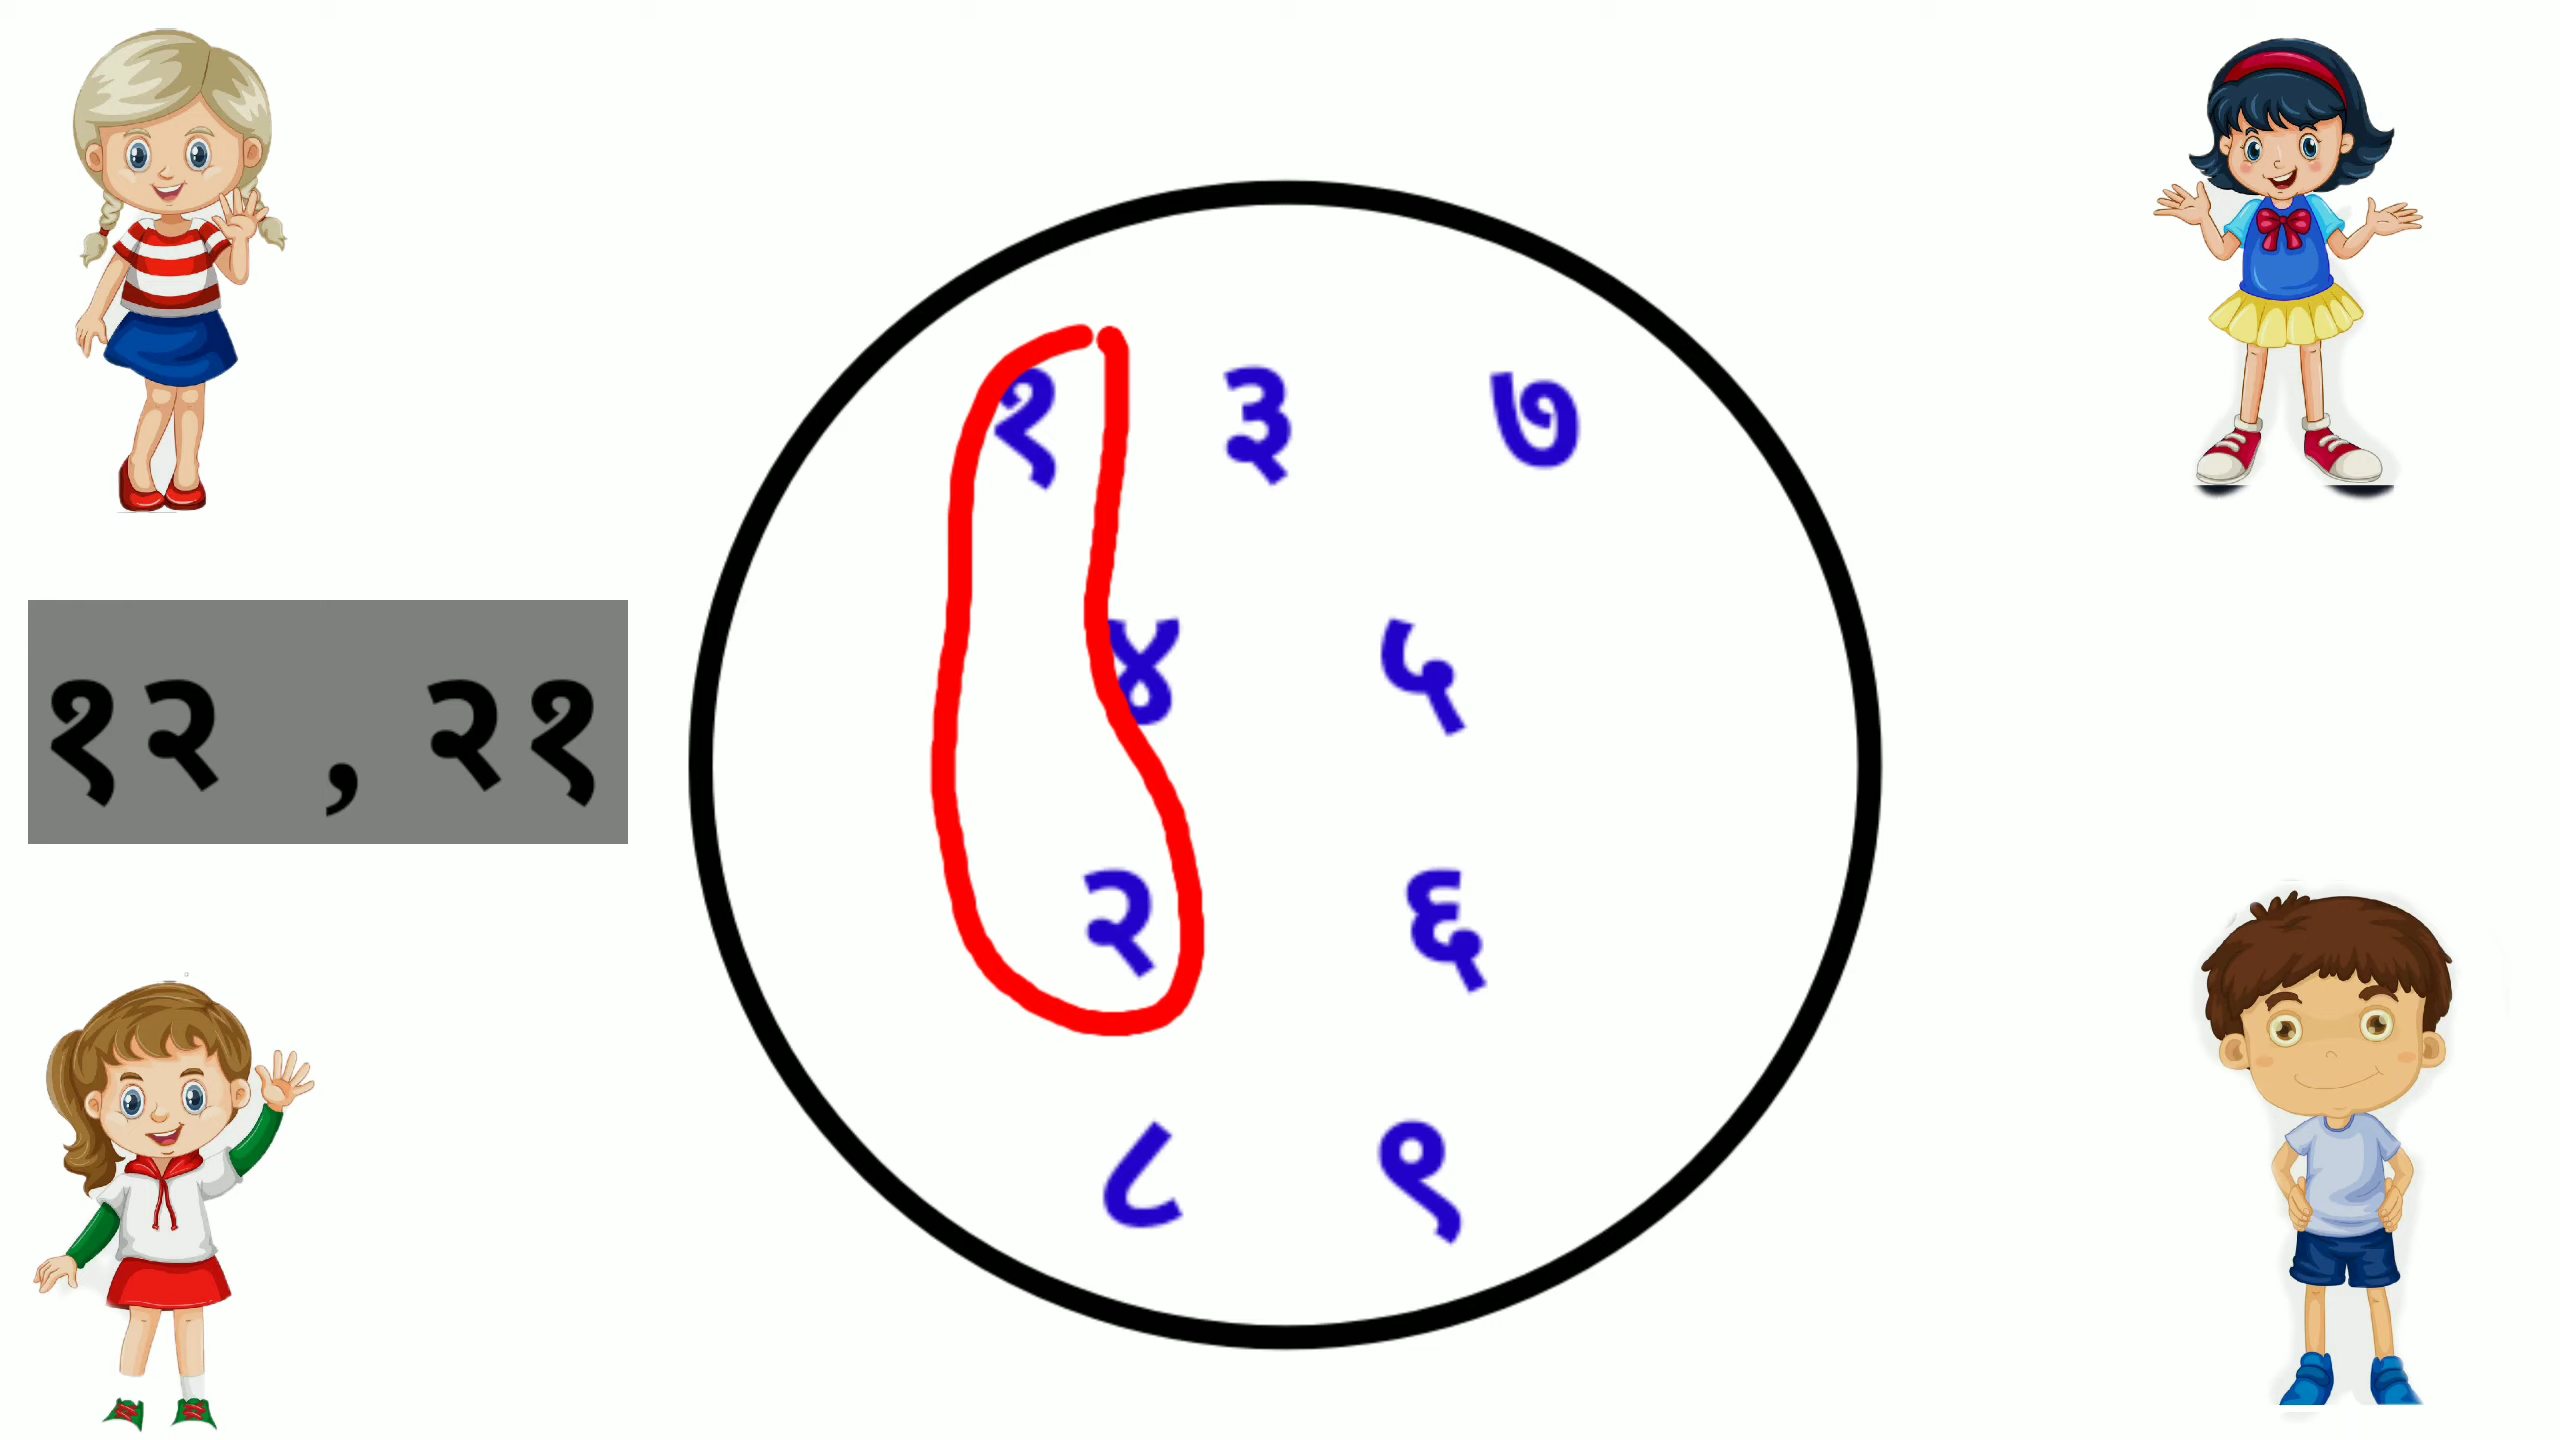 १ ३ ७
४ ५
१२ , २१
२ ६
८ ९